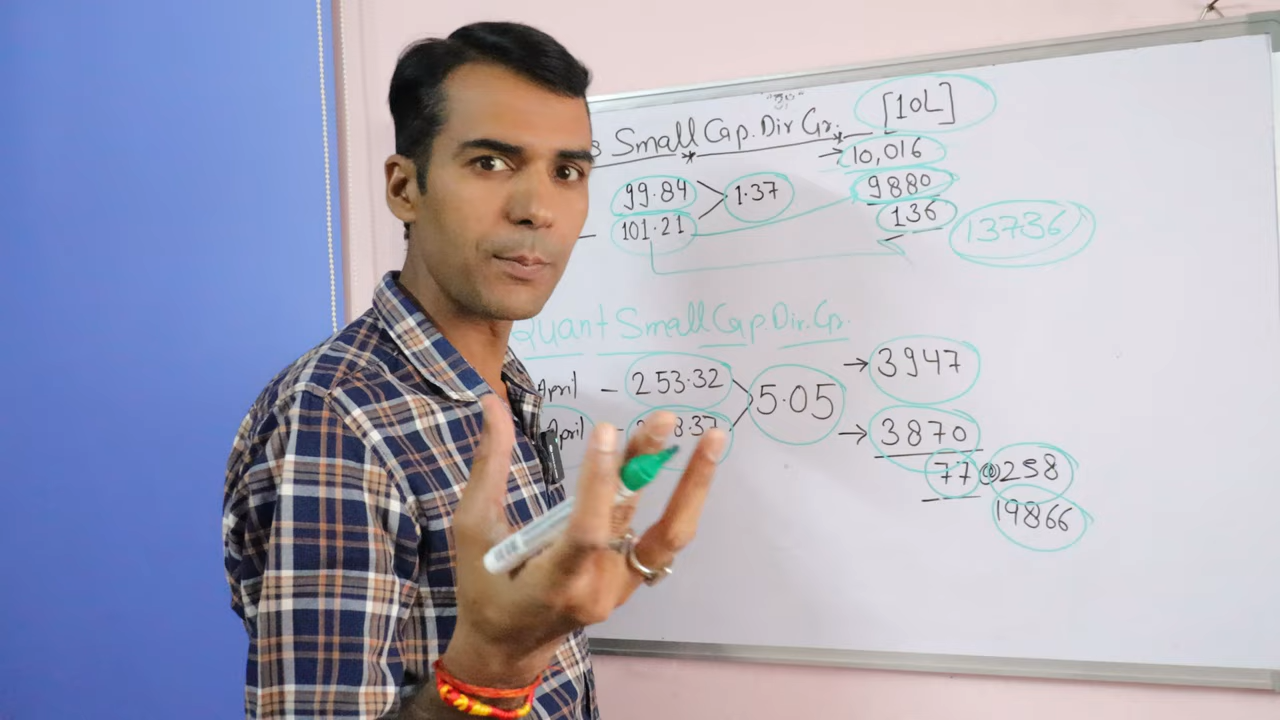 Small Cap. Dir Gr. [10L]
→ 10,016
99.84 1.37 9880
- 101.21 136 13736
Quant Small Cap. Dir. Gr.
April - 253.32 5.05 → 3947
April - 8.37 → 3870
77 @ 258
19866